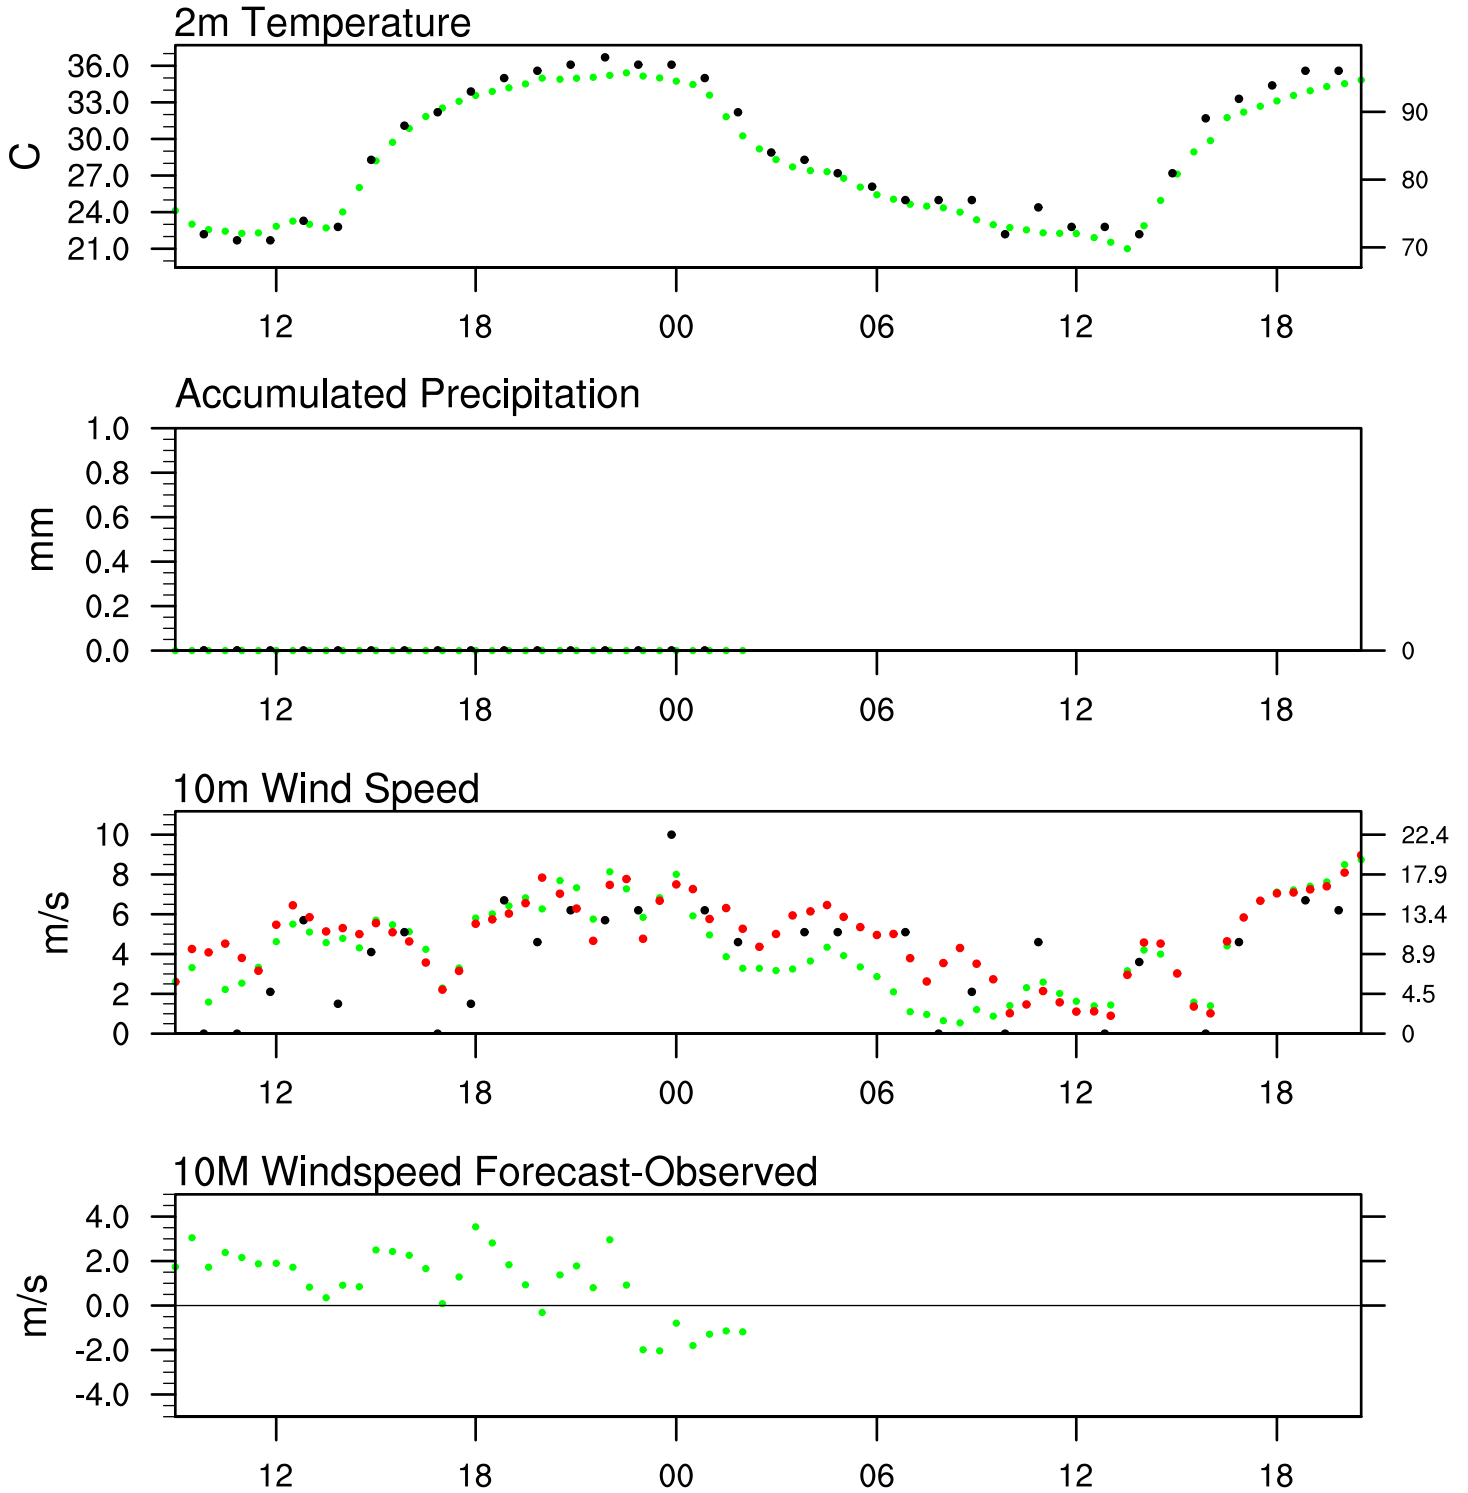 2m Temperature
36.0
33.0 90
30.0
C
27.0 80
24.0
21.0 70
12 18 00 06 12 18
Accumulated Precipitation
1.0
0.8
0.6
mm
0.4
0.2
0.0 0
12 18 00 06 12 18
10m Wind Speed
10 22.4
8 17.9
6 13.4
m/s
4 8.9
2 4.5
0 0
12 18 00 06 12 18
10M Windspeed Forecast-Observed
4.0
2.0
0.0
m/s
-2.0
-4.0
12 18 00 06 12 18